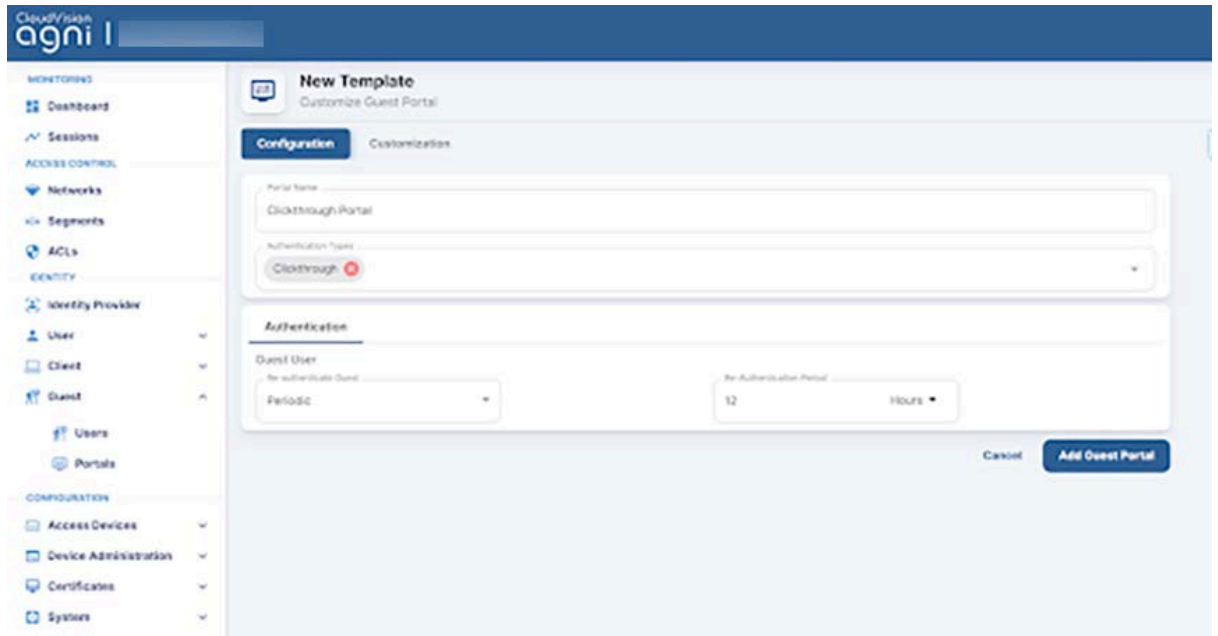 CloudVision
agni |
MONITORING
Dashboard
Sessions
ACCESS CONTROL
Networks
Segments
ACLs
IDENTITY
Identity Provider
User
Client
Guest
Users
Portals
CONFIGURATION
Access Devices
Device Administration
Certificates
System
New Template
Customize Guest Portal
Configuration
Customization
Portal Name
Clickthrough Portal
Authentication Types
Clickthrough
Authentication
Guest User
Re-authenticate Guest
Periodic
Re-Authentication Period
12 Hours
Cancel
Add Guest Portal